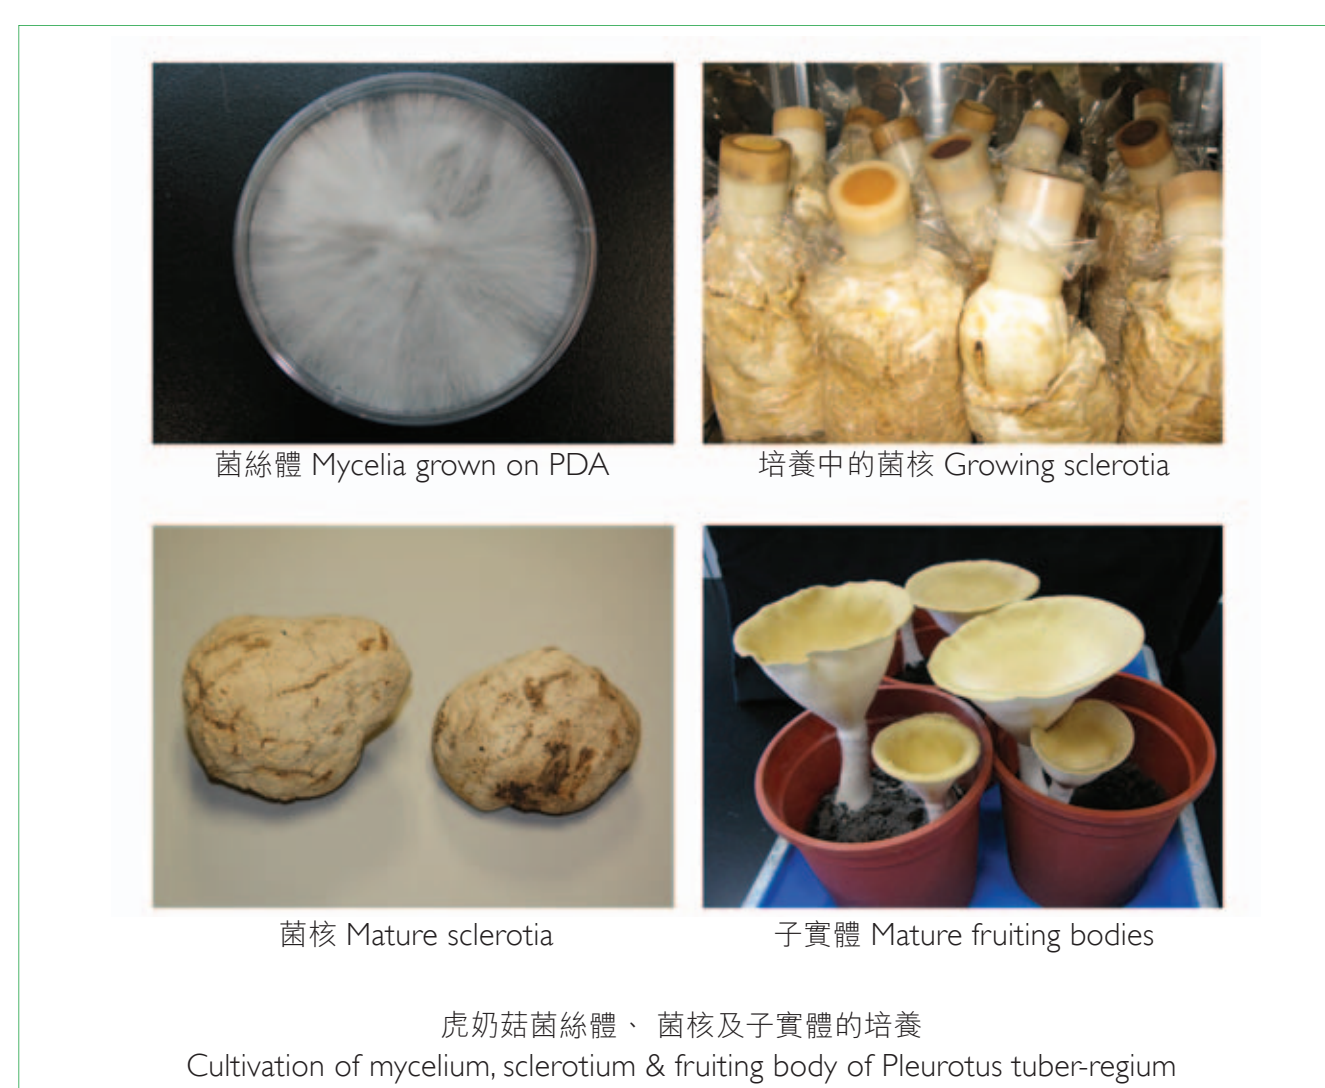 菌絲體 Mycelia grown on PDA
培養中的菌核 Growing sclerotia
菌核 Mature sclerotia
子實體 Mature fruiting bodies
虎奶菇菌絲體、 菌核及子實體的培養
Cultivation of mycelium, sclerotium & fruiting body of Pleurotus tuber-regium